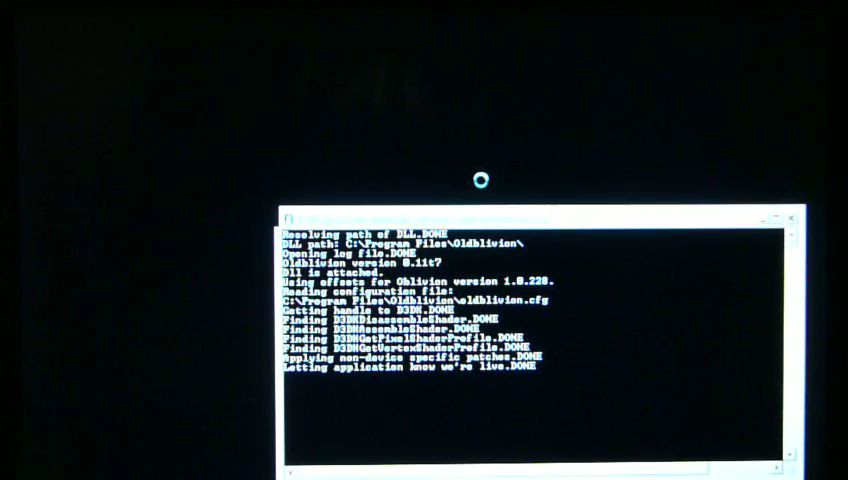 Resolving path of DLL.DONE
DLL path: C:\Program Files\Oldblivion\
Opening log file.DONE
Oldblivion version 0.11t7
Dll is attached.
Using offsets for Oblivion version 1.0.228.
Reading configuration file:
C:\Program Files\Oldblivion\oldblivion.cfg
Getting handle to D3DX.DONE
Finding D3DXDisassembleShader.DONE
Finding D3DXAssembleShader.DONE
Finding D3DXGetPixelShaderProfile.DONE
Finding D3DXGetVertexShaderProfile.DONE
Applying non-device specific patches.DONE
Letting application know we're live.DONE